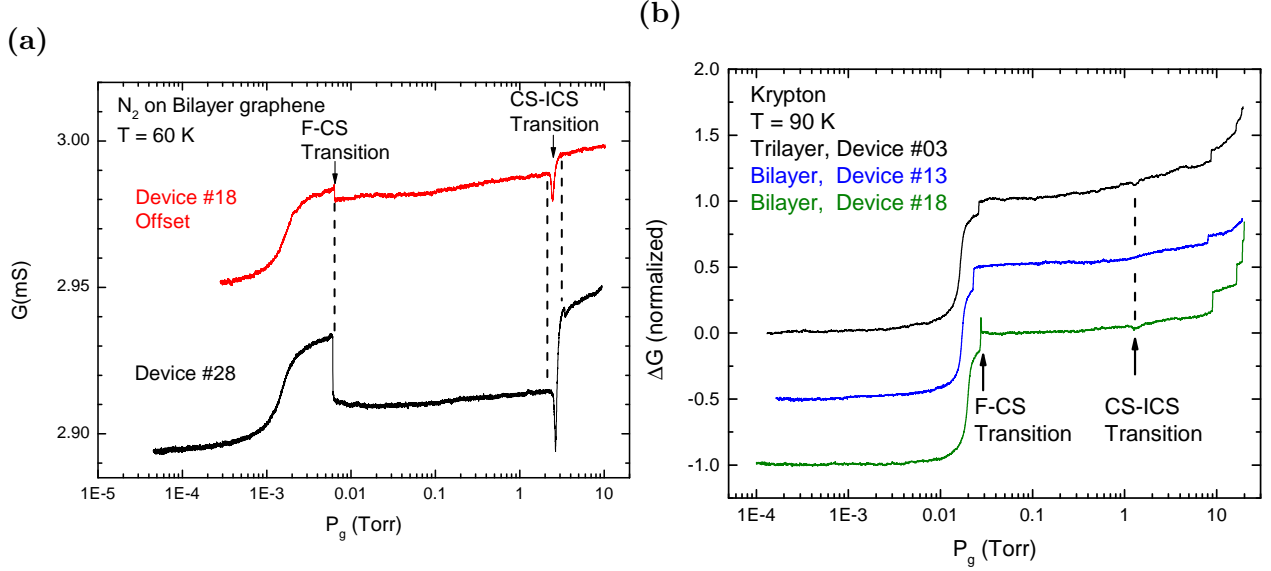 (a)
N₂ on Bilayer graphene
T = 60 K
F-CS
Transition
CS-ICS
Transition
Device #18
Offset
Device #28
G(mS)
3.00
2.95
2.90
1E-5 1E-4 1E-3 0.01 0.1 1 10
P_g (Torr)
(b)
Krypton
T = 90 K
Trilayer, Device #03
Bilayer, Device #13
Bilayer, Device #18
ΔG (normalized)
2.0
1.5
1.0
0.5
0.0
-0.5
-1.0
F-CS
Transition
CS-ICS
Transition
1E-4 1E-3 0.01 0.1 1 10
P_g (Torr)